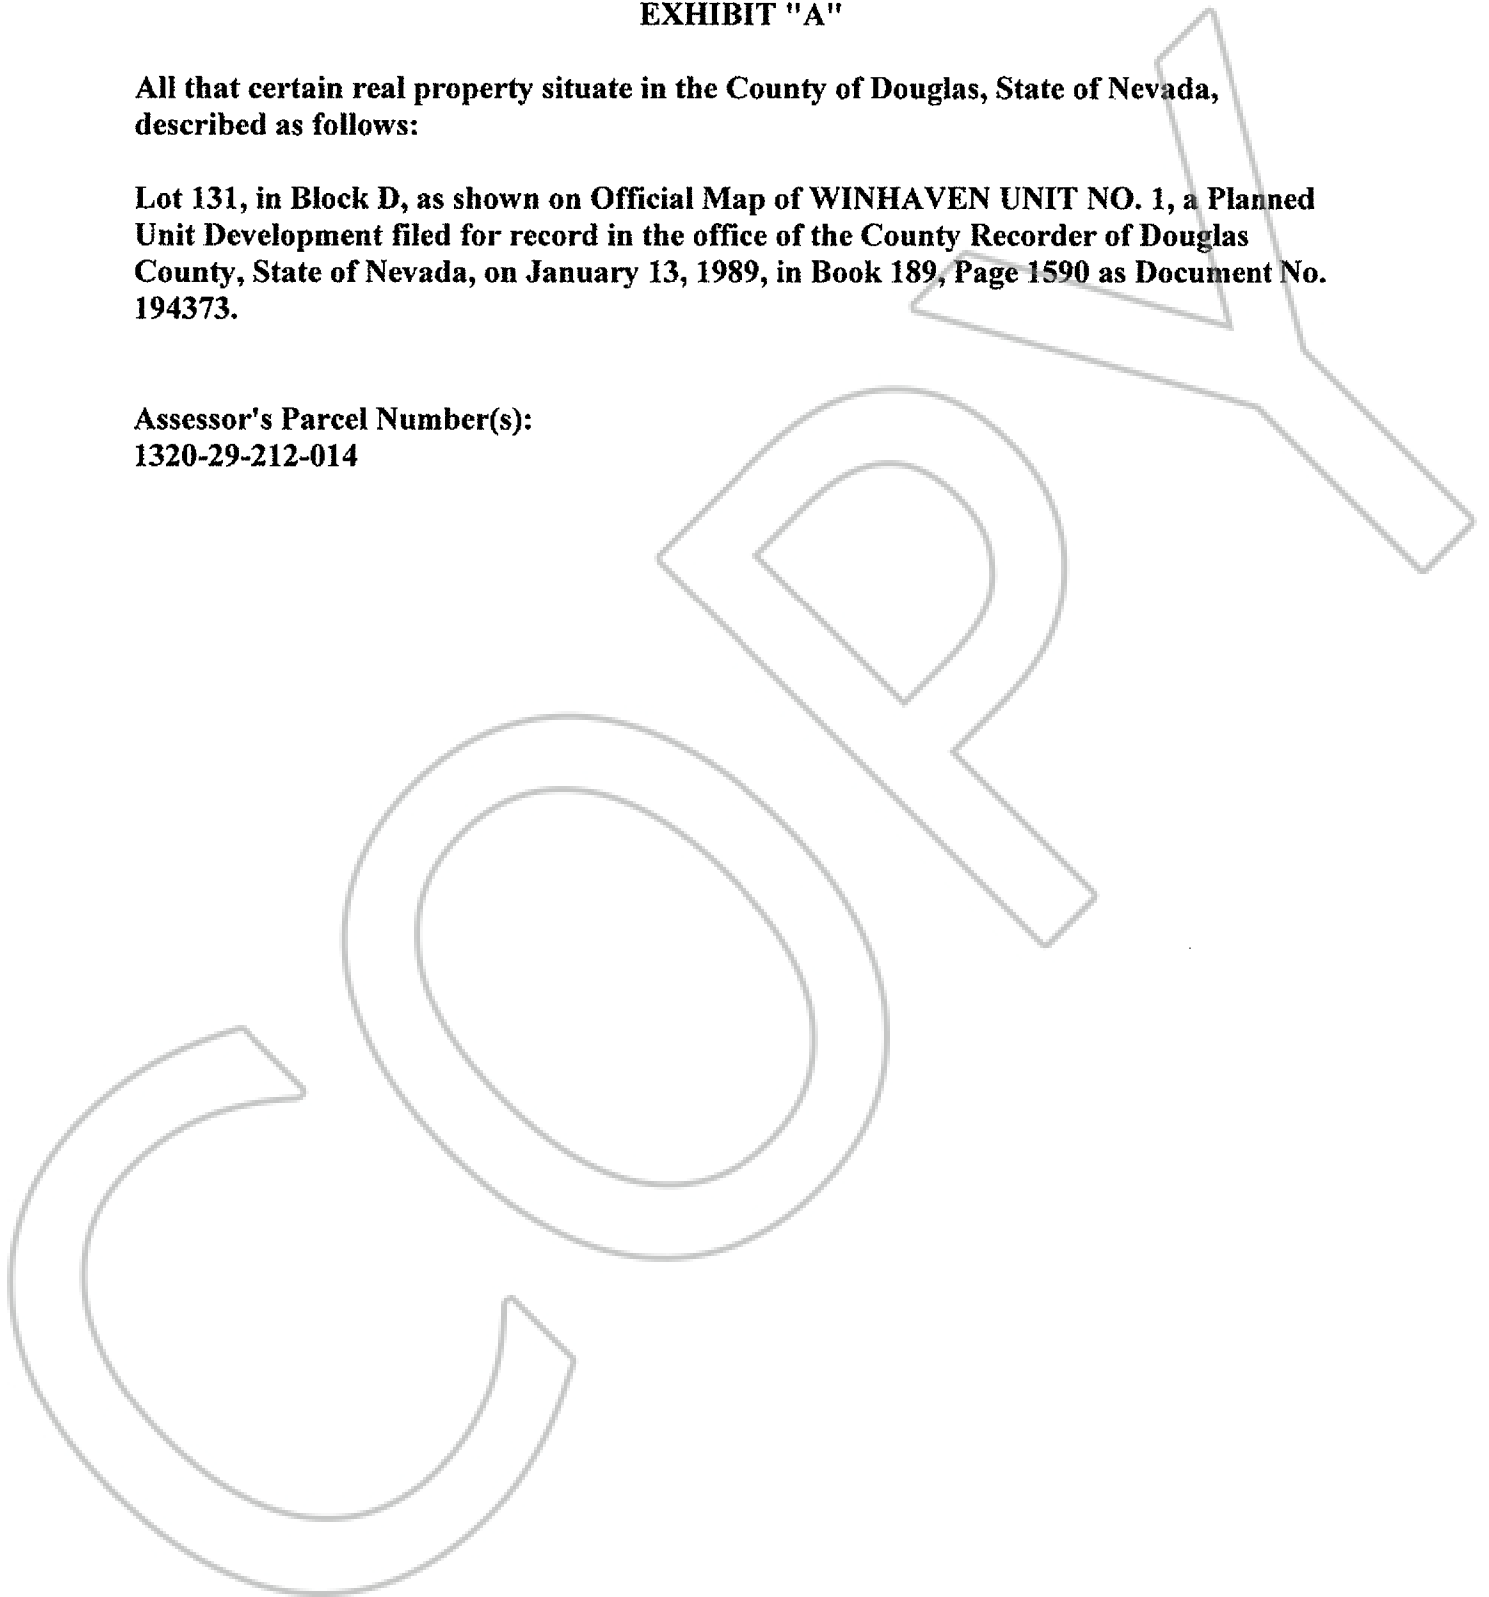 EXHIBIT "A"
All that certain real property situate in the County of Douglas, State of Nevada,
described as follows:
Lot 131, in Block D, as shown on Official Map of WINHAVEN UNIT NO. 1, a Planned
Unit Development filed for record in the office of the County Recorder of Douglas
County, State of Nevada, on January 13, 1989, in Book 189, Page 1590 as Document No.
194373.
Assessor's Parcel Number(s):
1320-29-212-014
COPY